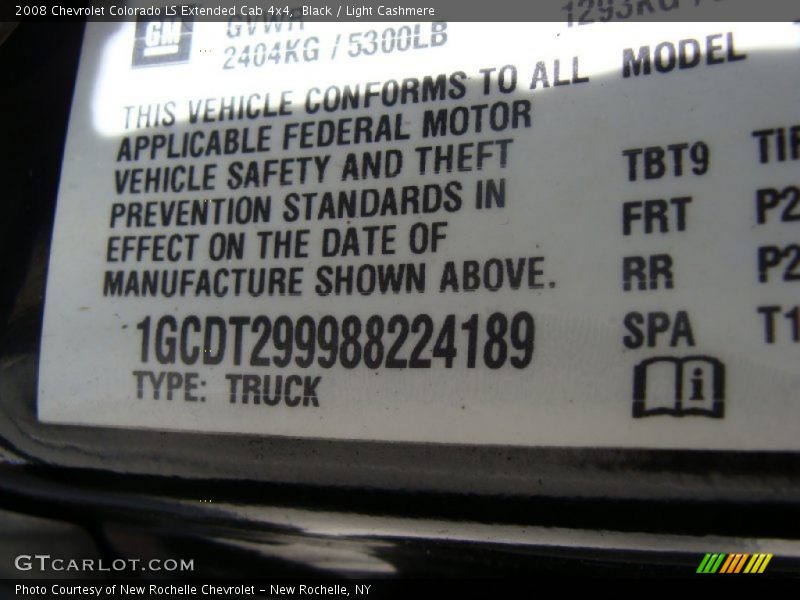 2008 Chevrolet Colorado LS Extended Cab 4x4, Black / Light Cashmere
GM
GVWR
2404KG / 5300LB
THIS VEHICLE CONFORMS TO ALL
APPLICABLE FEDERAL MOTOR
VEHICLE SAFETY AND THEFT
PREVENTION STANDARDS IN
EFFECT ON THE DATE OF
MANUFACTURE SHOWN ABOVE.
1GCDT299988224189
TYPE: TRUCK
1293KG /
MODEL
TBT9
FRT P2
RR P2
SPA T1
i
GTCARLOT.COM
Photo Courtesy of New Rochelle Chevrolet - New Rochelle, NY